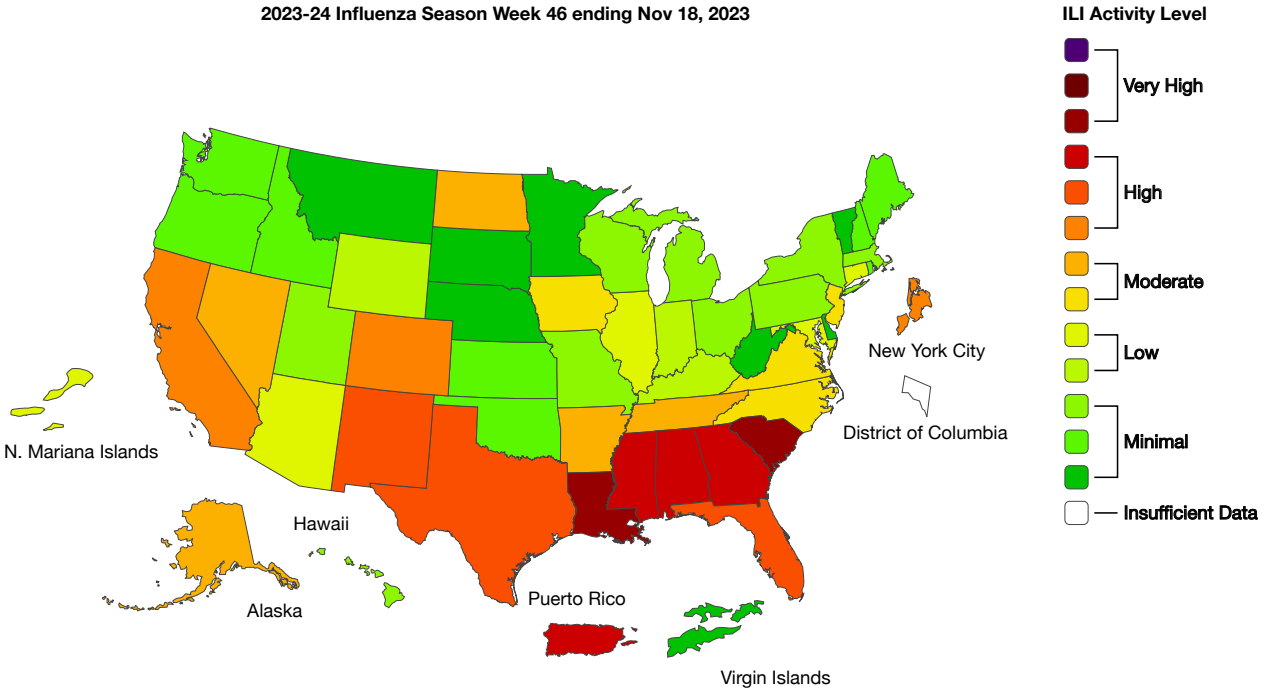 2023-24 Influenza Season Week 46 ending Nov 18, 2023
ILI Activity Level
Very High
High
Moderate
Low
Minimal
Insufficient Data
New York City
District of Columbia
N. Mariana Islands
Hawaii
Alaska
Puerto Rico
Virgin Islands